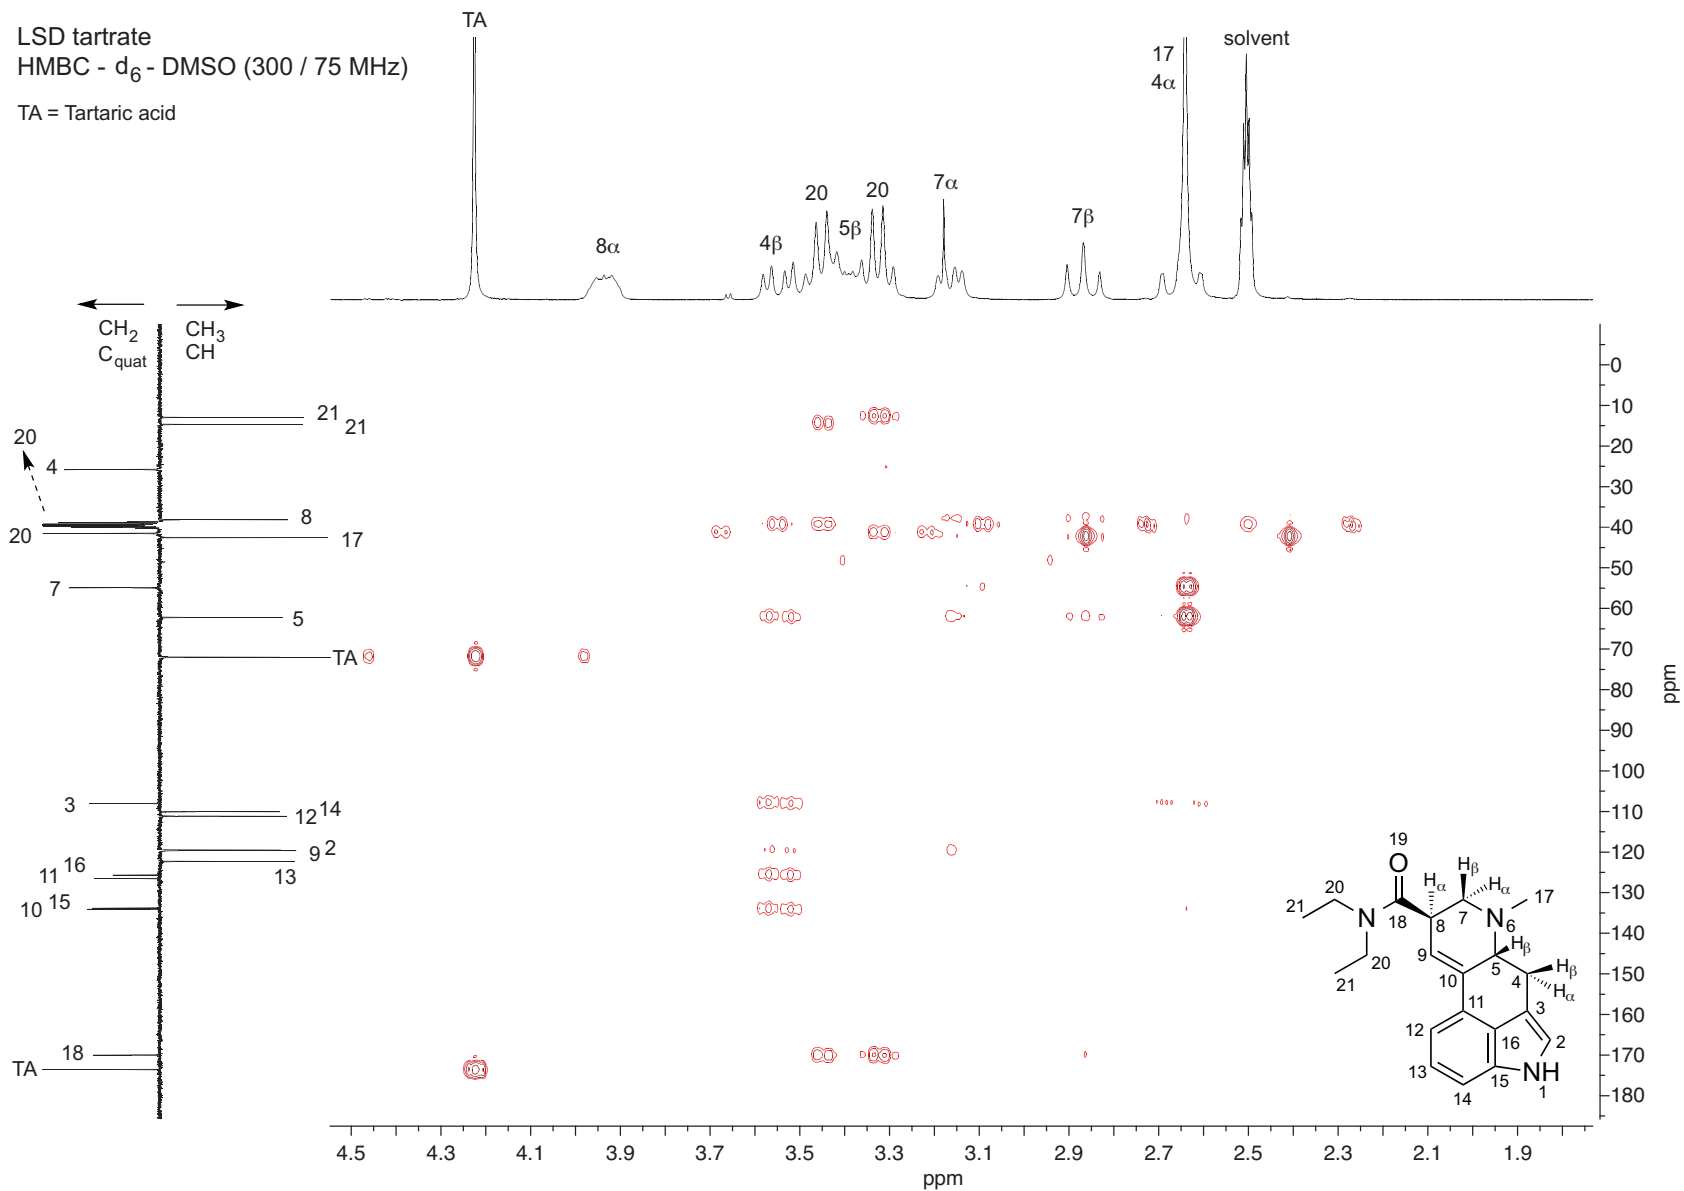 LSD tartrate
HMBC - d6 - DMSO (300 / 75 MHz)
TA = Tartaric acid
TA
8α
4β
20
5β
20
7α
7β
17
4α
solvent
CH2
Cquat
CH3
CH
21
21
20
4
8
20
17
7
5
TA
3
14
12
2
9
16
11
13
15
10
18
TA
0
10
20
30
40
50
60
70
80
90
100
110
120
130
140
150
160
170
180
ppm
4.5
4.3
4.1
3.9
3.7
3.5
3.3
3.1
2.9
2.7
2.5
2.3
2.1
1.9
ppm
19
O
Hβ
Hα
Hα
20
21
N
18
8
7
N
6
17
9
Hβ
5
Hβ
20
10
4
Hα
21
11
3
12
16
2
13
15
NH
1
14